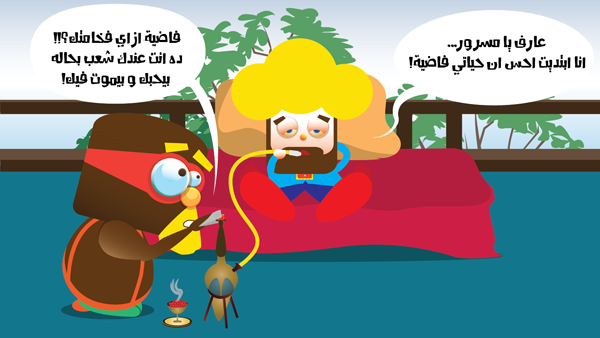 عارف يا مسرور...
انا ابتديت احس ان حياتي فاضية!
فاضية ازاي فخامتك؟!!
ده انت عندك شعب بحاله
بيحبك و بيموت فيك!